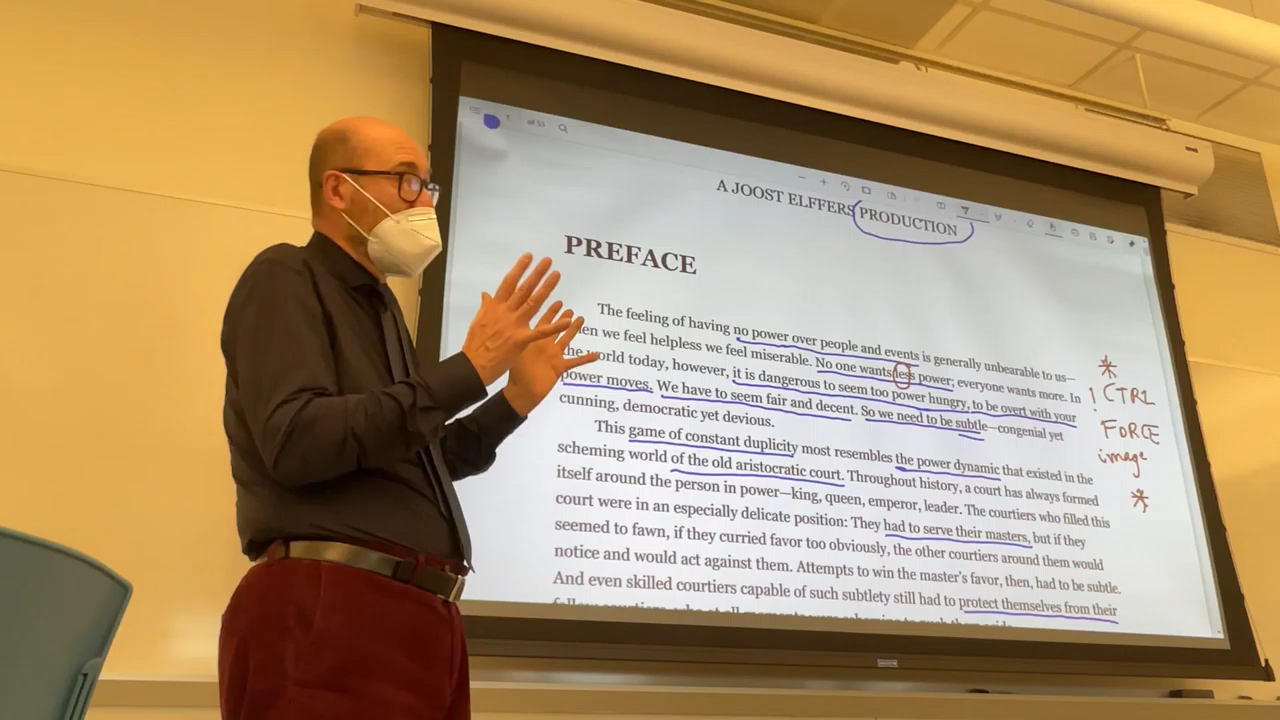 of 53
A JOOST ELFFERS PRODUCTION
PREFACE
The feeling of having no power over people and events is generally unbearable to us—
when we feel helpless we feel miserable. No one wants less power; everyone wants more. In
the world today, however, it is dangerous to seem too power hungry, to be overt with your
power moves. We have to seem fair and decent. So we need to be subtle—congenial yet
cunning, democratic yet devious.
This game of constant duplicity most resembles the power dynamic that existed in the
scheming world of the old aristocratic court. Throughout history, a court has always formed
itself around the person in power—king, queen, emperor, leader. The courtiers who filled this
court were in an especially delicate position: They had to serve their masters, but if they
seemed to fawn, if they curried favor too obviously, the other courtiers around them would
notice and would act against them. Attempts to win the master's favor, then, had to be subtle.
And even skilled courtiers capable of such subtlety still had to protect themselves from their
*
! CTRL
FORCE
image
*